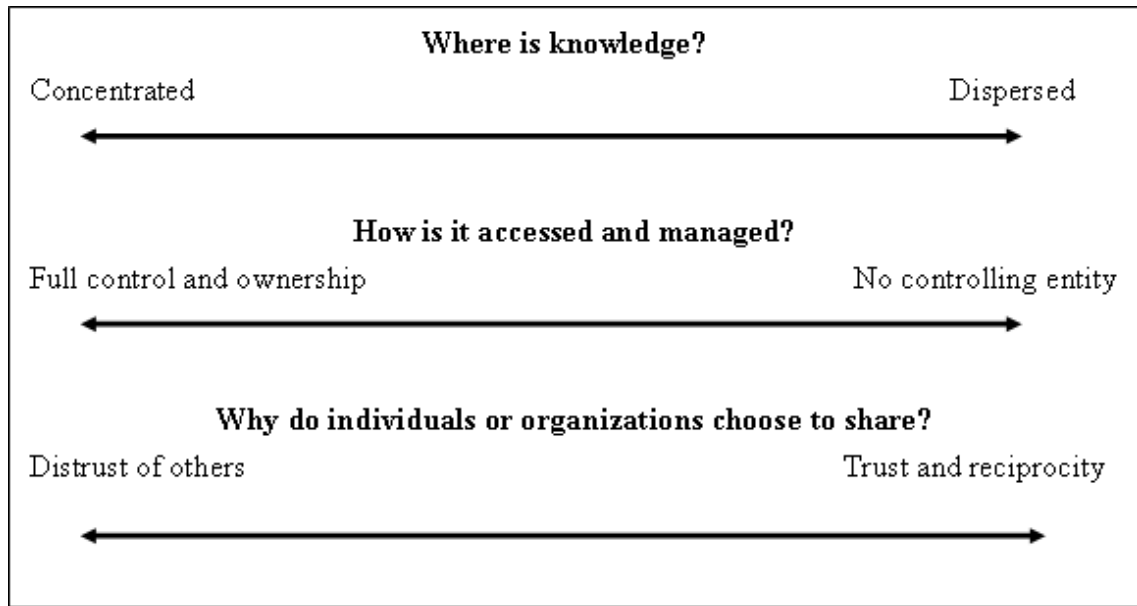 Where is knowledge?
Concentrated Dispersed
How is it accessed and managed?
Full control and ownership No controlling entity
Why do individuals or organizations choose to share?
Distrust of others Trust and reciprocity